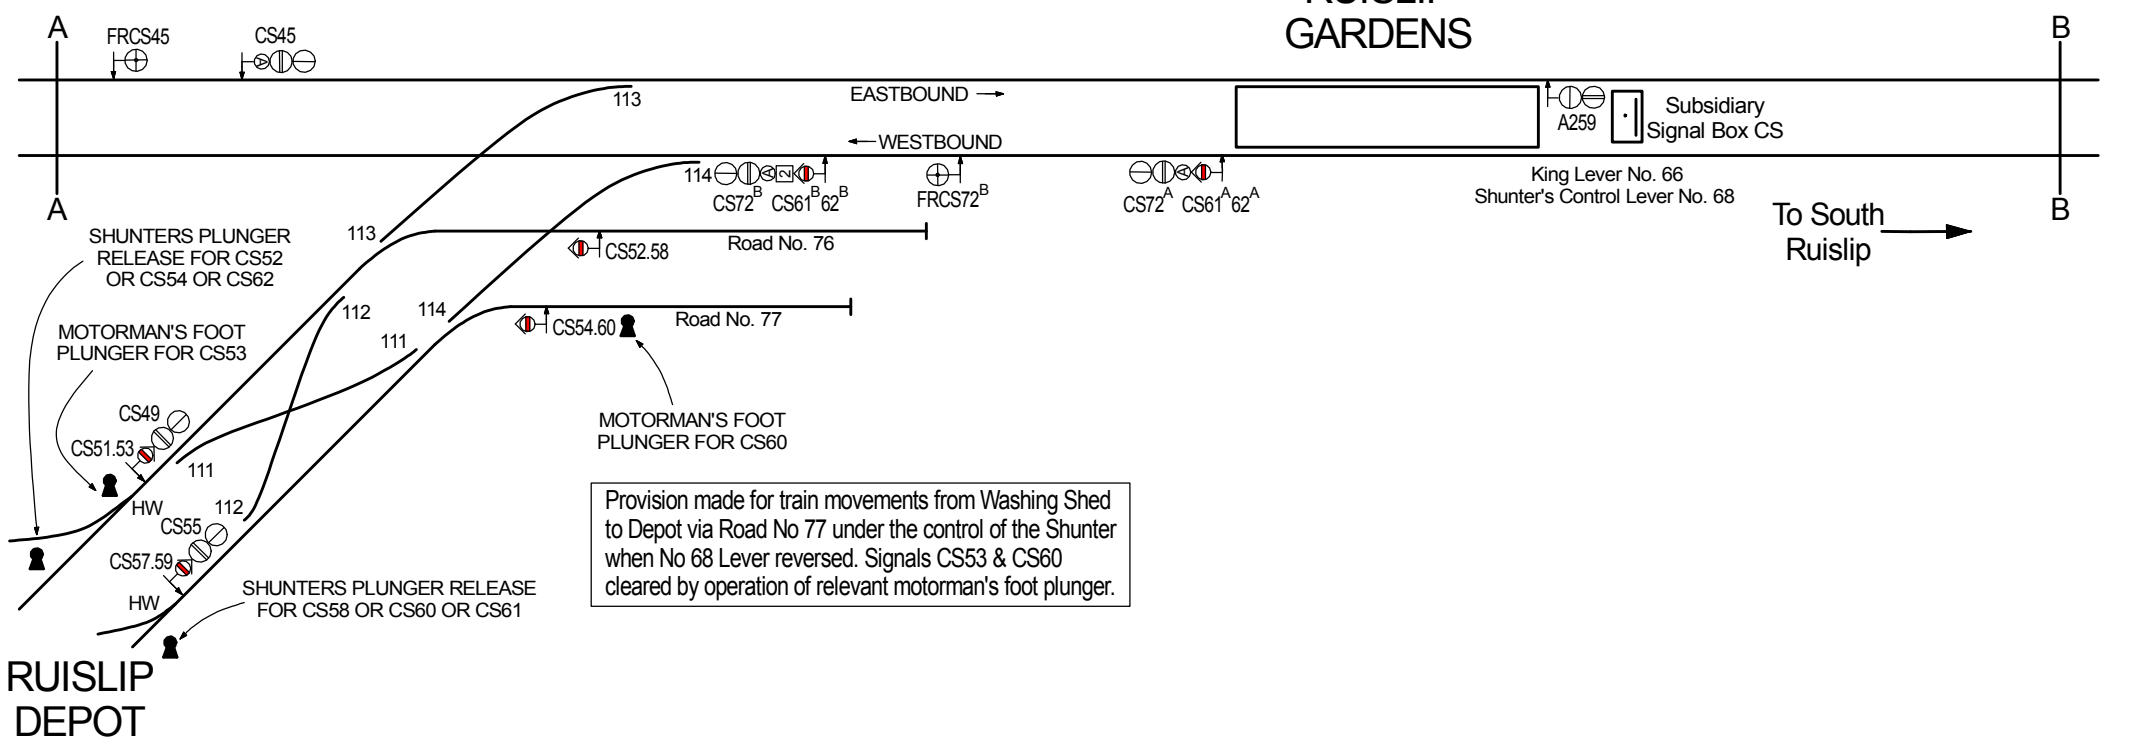 RUISLIP
GARDENS
A
FRCS45
CS45
A
B
113
EASTBOUND
A259
Subsidiary
Signal Box CS
WESTBOUND
114
A
2
CS72B
CS61B
62B
FRCS72B
A
CS72A
CS61A
62A
King Lever No. 66
Shunter's Control Lever No. 68
A
B
To South
Ruislip
SHUNTERS PLUNGER
RELEASE FOR CS52
OR CS54 OR CS62
113
CS52.58
Road No. 76
112
114
MOTORMAN'S FOOT
PLUNGER FOR CS53
111
CS54.60
Road No. 77
CS49
CS51.53
111
MOTORMAN'S FOOT
PLUNGER FOR CS60
HW
112
CS55
CS57.59
HW
Provision made for train movements from Washing Shed
to Depot via Road No 77 under the control of the Shunter
when No 68 Lever reversed. Signals CS53 & CS60
cleared by operation of relevant motorman's foot plunger.
SHUNTERS PLUNGER RELEASE
FOR CS58 OR CS60 OR CS61
RUISLIP
DEPOT